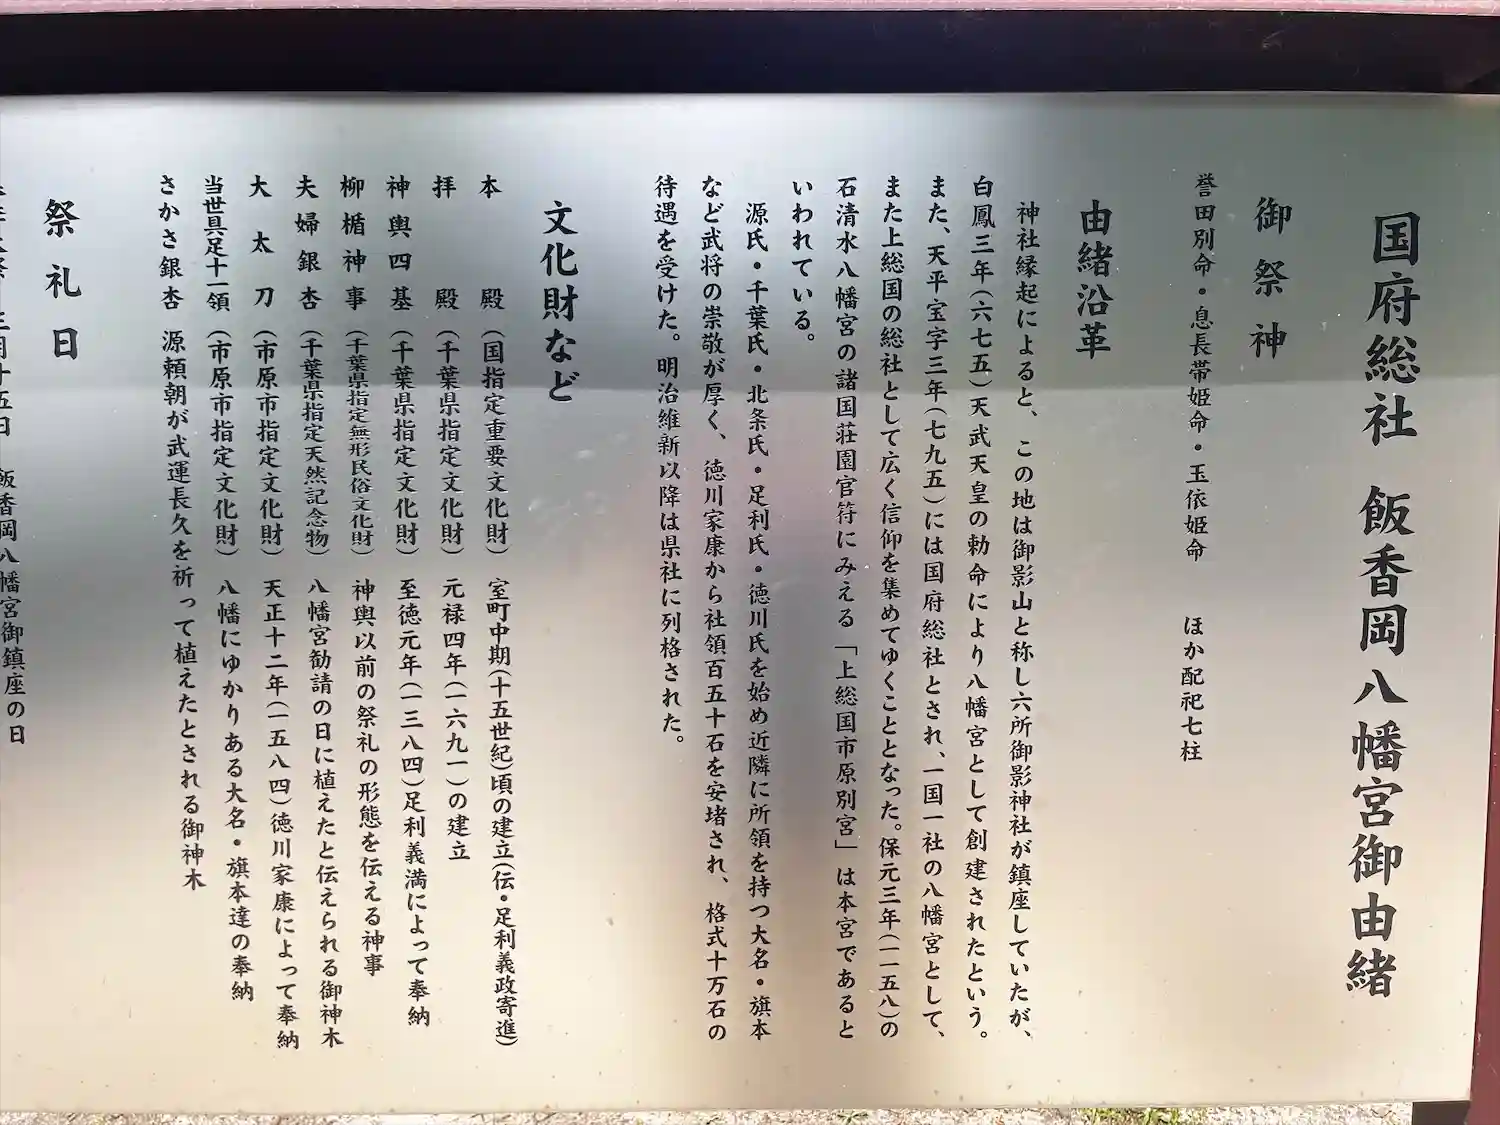 国府総社 飯香岡八幡宮御由緒
御祭神
誉田別命・息長帯姫命・玉依姫命 ほか配祀七柱
由緒沿革
神社縁起によると、この地は御影山と称し六所御影神社が鎮座していたが、
白鳳三年(六七五)天武天皇の勅命により八幡宮として創建されたという。
また、天平宝字三年(七九五)には国府総社とされ、一国一社の八幡宮として、
また上総国の総社として広く信仰を集めてゆくこととなった。保元三年(一一五八)の
石清水八幡宮の諸国荘園官符にみえる「上総国市原別宮」は本宮であると
いわれている。
源氏・千葉氏・北条氏・足利氏・徳川氏を始め近隣に所領を持つ大名・旗本
など武将の崇敬が厚く、徳川家康から社領百五十石を安堵され、格式十万石の
待遇を受けた。明治維新以降は県社に列格された。
文化財など
本殿(国指定重要文化財) 室町中期(十五世紀)頃の建立(伝・足利義政寄進)
拝殿(千葉県指定文化財) 元禄四年(一六九一)の建立
神輿四基(千葉県指定文化財) 至徳元年(一三八四)足利義満によって奉納
柳楯神事(千葉県指定無形民俗文化財) 神輿以前の祭礼の形態を伝える神事
夫婦銀杏(千葉県指定天然記念物) 八幡宮勧請の日に植えたと伝えられる御神木
大太刀(市原市指定文化財) 天正十二年(一五八四)徳川家康によって奉納
当世具足十一領(市原市指定文化財) 八幡にゆかりある大名・旗本達の奉納
さかさ銀杏 源頼朝が武運長久を祈って植えたとされる御神木
祭礼日
月十五日 飯香岡八幡宮御鎮座の日